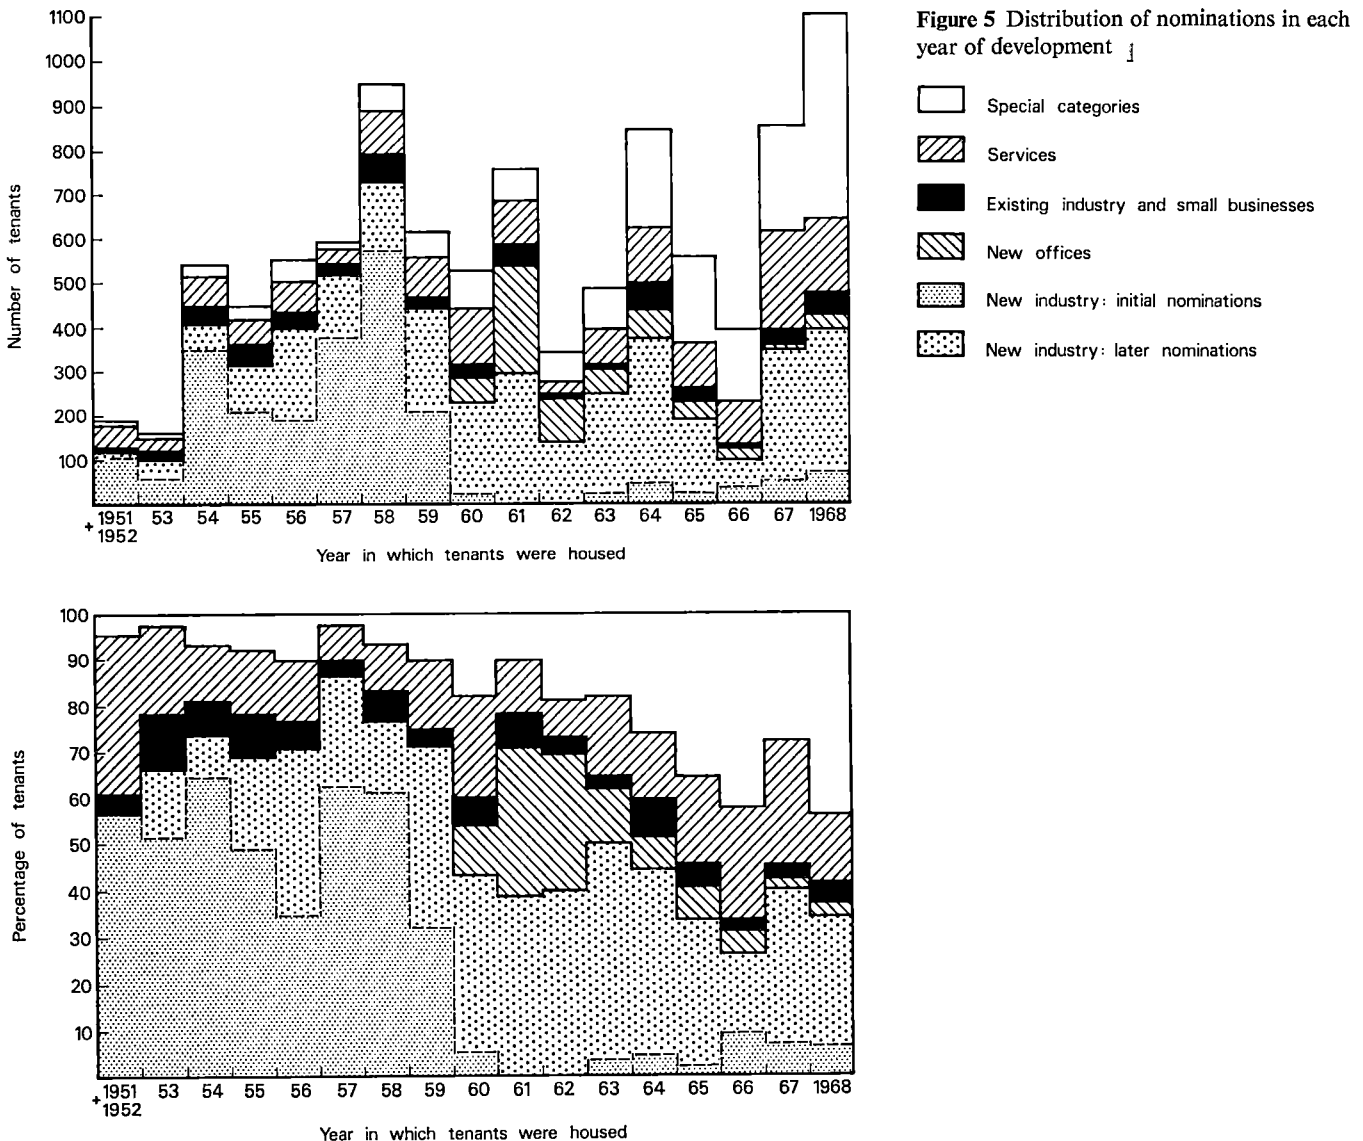 Figure 5 Distribution of nominations in each
year of development
Special categories
Services
Existing industry and small businesses
New offices
New industry: initial nominations
New industry: later nominations
Number of tenants
1100
1000
900
800
700
600
500
400
300
200
100
+ 1951 53 54 55 56 57 58 59 60 61 62 63 64 65 66 67 1968
1952
Year in which tenants were housed
Percentage of tenants
100
90
80
70
60
50
40
30
20
10
+ 1951 53 54 55 56 57 58 59 60 61 62 63 64 65 66 67 1968
1952
Year in which tenants were housed